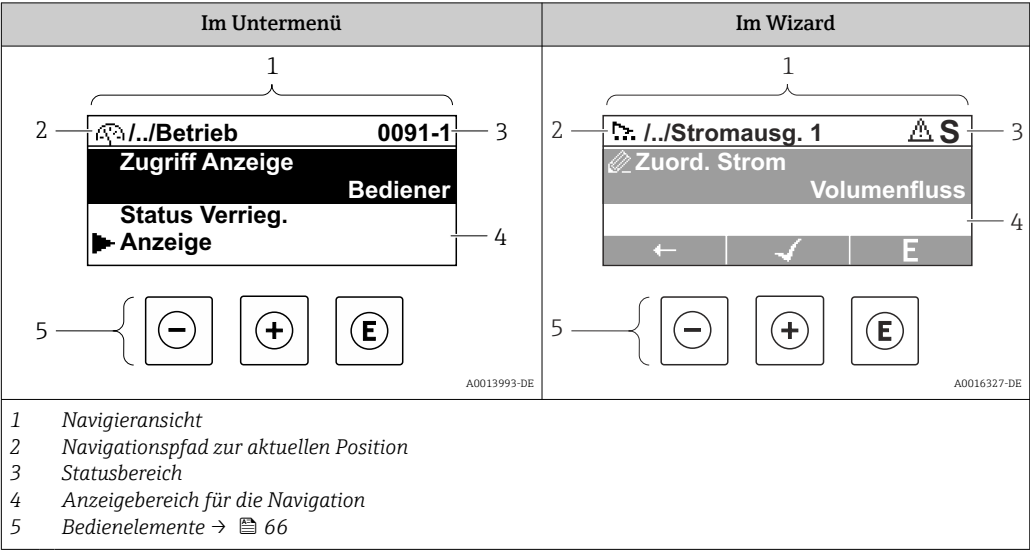 Im Untermenü
Im Wizard
1
2
/../Betrieb 0091-1
3
Zugriff Anzeige
Bediener
Status Verrieg.
Anzeige
4
5
− + E
A0013993-DE
1
2
/../Stromausg. 1 S
3
Zuord. Strom
Volumenfluss
4
← ✓ E
5
− + E
A0016327-DE
1 Navigieransicht
2 Navigationspfad zur aktuellen Position
3 Statusbereich
4 Anzeigebereich für die Navigation
5 Bedienelemente → 66